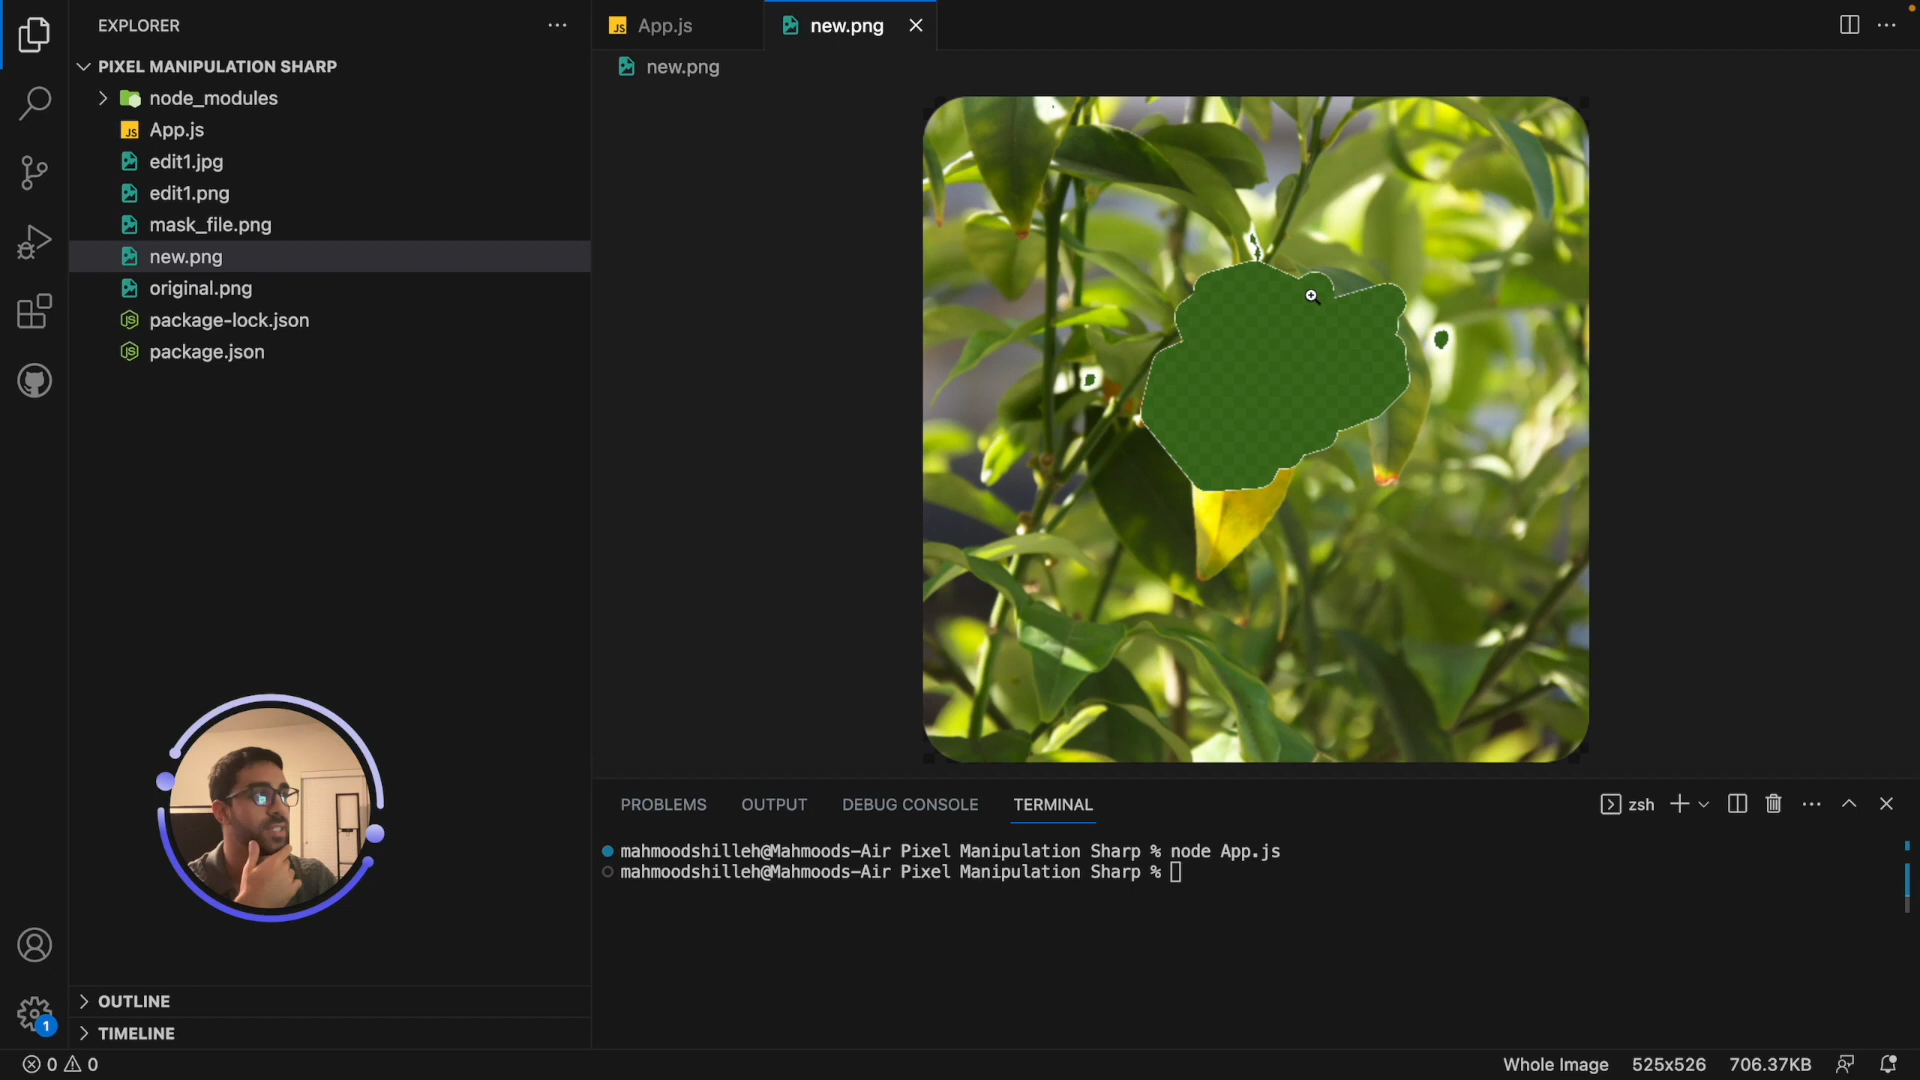 EXPLORER
PIXEL MANIPULATION SHARP
node_modules
JS App.js
edit1.jpg
edit1.png
mask_file.png
new.png
original.png
package-lock.json
package.json
OUTLINE
TIMELINE
1
JS App.js
new.png
new.png
PROBLEMS OUTPUT DEBUG CONSOLE TERMINAL
zsh
mahmoodshilleh@Mahmoods-Air Pixel Manipulation Sharp % node App.js
mahmoodshilleh@Mahmoods-Air Pixel Manipulation Sharp %
0 0
Whole Image 525x526 706.37KB